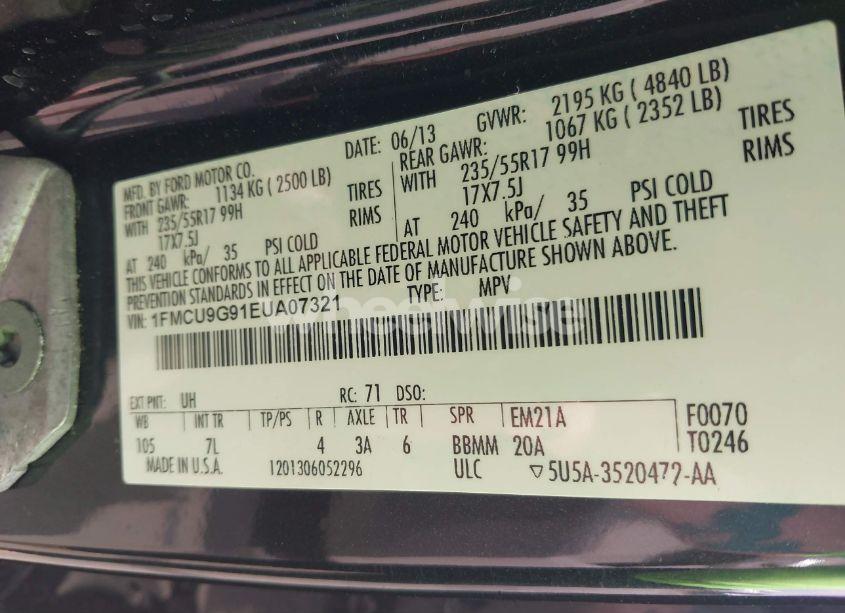 MFD. BY FORD MOTOR CO. DATE: 06/13 GVWR: 2195 KG ( 4840 LB)
FRONT GAWR: 1134 KG ( 2500 LB) REAR GAWR: 1067 KG ( 2352 LB)
WITH 235/55R17 99H TIRES WITH 235/55R17 99H TIRES
17X7.5J RIMS 17X7.5J RIMS
AT 240 kPa/ 35 PSI COLD AT 240 kPa/ 35 PSI COLD
THIS VEHICLE CONFORMS TO ALL APPLICABLE FEDERAL MOTOR VEHICLE SAFETY AND THEFT
PREVENTION STANDARDS IN EFFECT ON THE DATE OF MANUFACTURE SHOWN ABOVE.
VIN: 1FMCU9G91EUA07321 TYPE: MPV
wheelwise
EXT PNT: UH RC: 71 DSO:
WB INT TR TP/PS R AXLE TR SPR EM21A F0070
105 7L 4 3A 6 BBMM 20A T0246
MADE IN U.S.A. 1201306052296 ULC ▽5U5A-3520472-AA